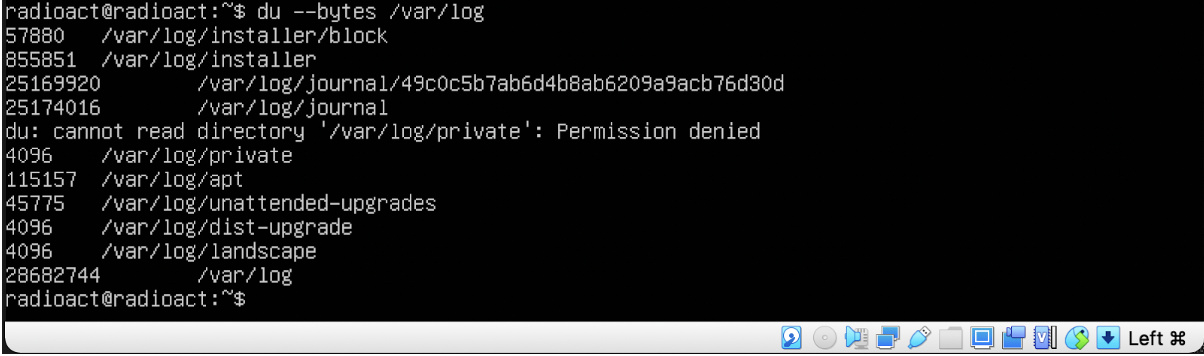 radioact@radioact:~$ du --bytes /var/log
57880 /var/log/installer/block
855851 /var/log/installer
25169920 /var/log/journal/49c0c5b7ab6d4b8ab6209a9acb76d30d
25174016 /var/log/journal
du: cannot read directory '/var/log/private': Permission denied
4096 /var/log/private
115157 /var/log/apt
45775 /var/log/unattended-upgrades
4096 /var/log/dist-upgrade
4096 /var/log/landscape
28682744 /var/log
radioact@radioact:~$
Left ⌘